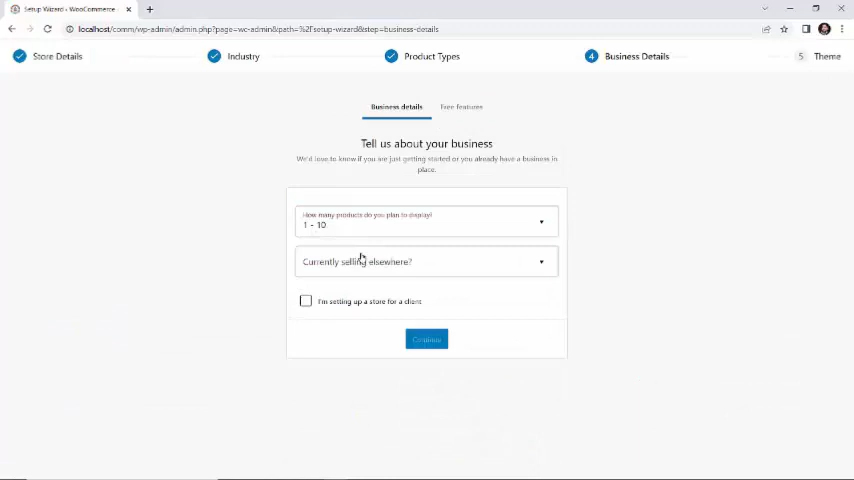 Setup Wizard ‹ WooCommerce
localhost/comm/wp-admin/admin.php?page=wc-admin&path=%2Fsetup-wizard&step=business-details
Store Details
Industry
Product Types
4 Business Details
5 Theme
Business details
Free features
Tell us about your business
We'd love to know if you are just getting started or you already have a business in
place.
How many products do you plan to display?
1 - 10
Currently selling elsewhere?
I'm setting up a store for a client
Continue